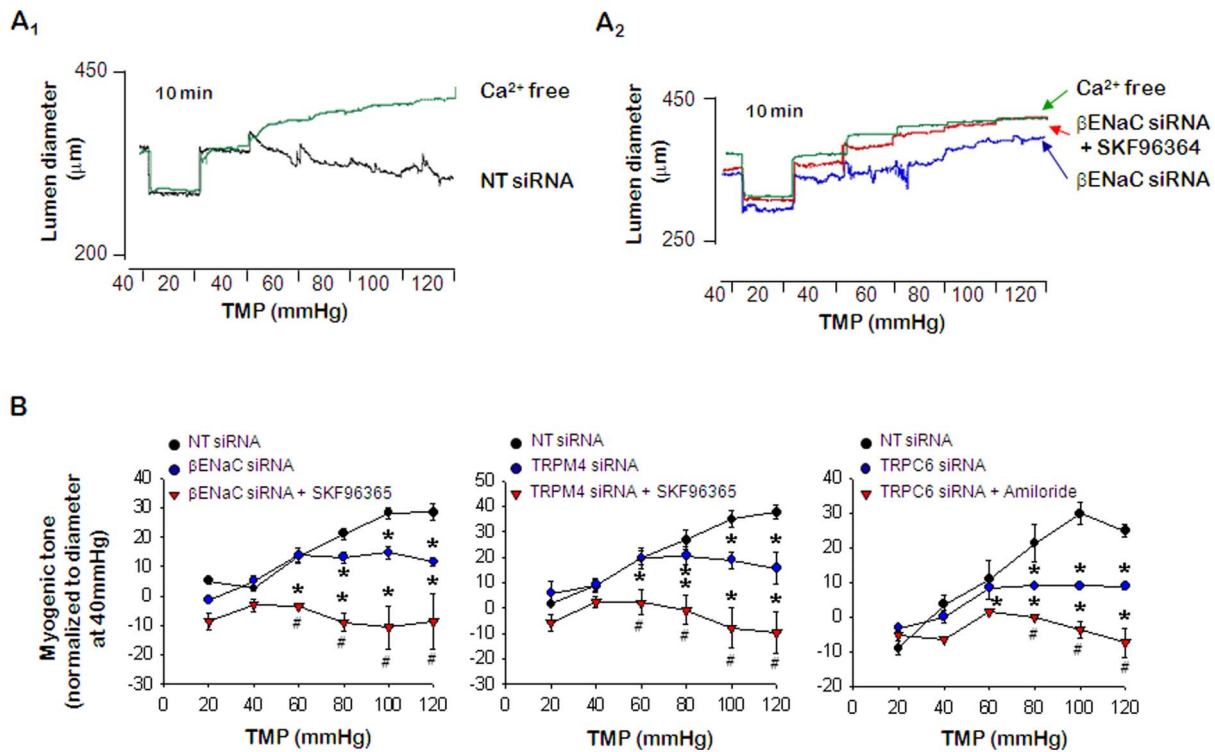 A1
A2
450
10 min
Ca2+ free
NT siRNA
Lumen diameter
(μm)
200
40 20 40 60 80 100 120
TMP (mmHg)
450
10 min
Ca2+ free
βENaC siRNA
+ SKF96364
βENaC siRNA
Lumen diameter
(μm)
250
40 20 40 60 80 100 120
TMP (mmHg)
B
Myogenic tone
(normalized to diameter
at 40mmHg)
NT siRNA
βENaC siRNA
βENaC siRNA + SKF96365
40
30
20
10
0
-10
-20
-30
* * * * * * *
# # # #
0 20 40 60 80 100 120
TMP (mmHg)
NT siRNA
TRPM4 siRNA
TRPM4 siRNA + SKF96365
50
40
30
20
10
0
-10
-20
-30
* * * * * * *
# # # #
0 20 40 60 80 100 120
TMP (mmHg)
NT siRNA
TRPC6 siRNA
TRPC6 siRNA + Amiloride
40
30
20
10
0
-10
-20
* * * * * * *
# # #
0 20 40 60 80 100 120
TMP (mmHg)